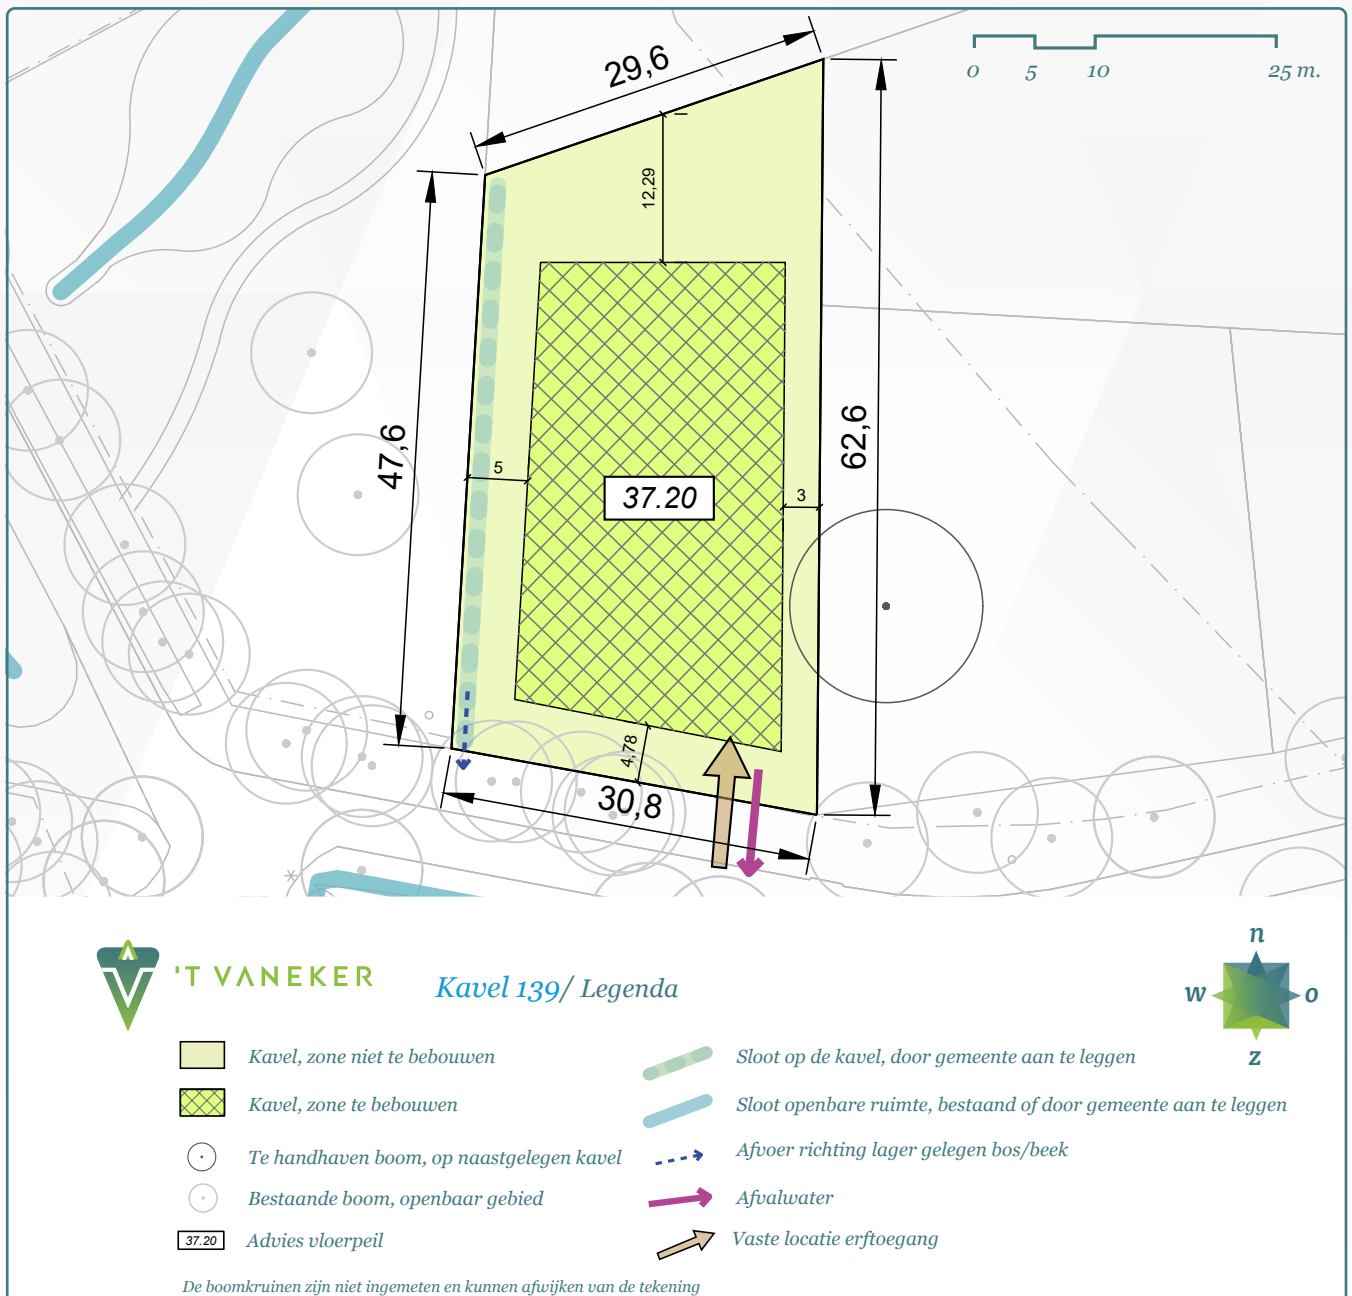 29,6
0 5 10 25 m.
12,29
47,6
62,6
5
37.20
3
4,78
30,8
'T VANEKER
Kavel 139/ Legenda
n
w o
z
Kavel, zone niet te bebouwen
Kavel, zone te bebouwen
Te handhaven boom, op naastgelegen kavel
Bestaande boom, openbaar gebied
37.20 Advies vloerpeil
Sloot op de kavel, door gemeente aan te leggen
Sloot openbare ruimte, bestaand of door gemeente aan te leggen
Afvoer richting lager gelegen bos/beek
Afvalwater
Vaste locatie erftoegang
De boomkruinen zijn niet ingemeten en kunnen afwijken van de tekening